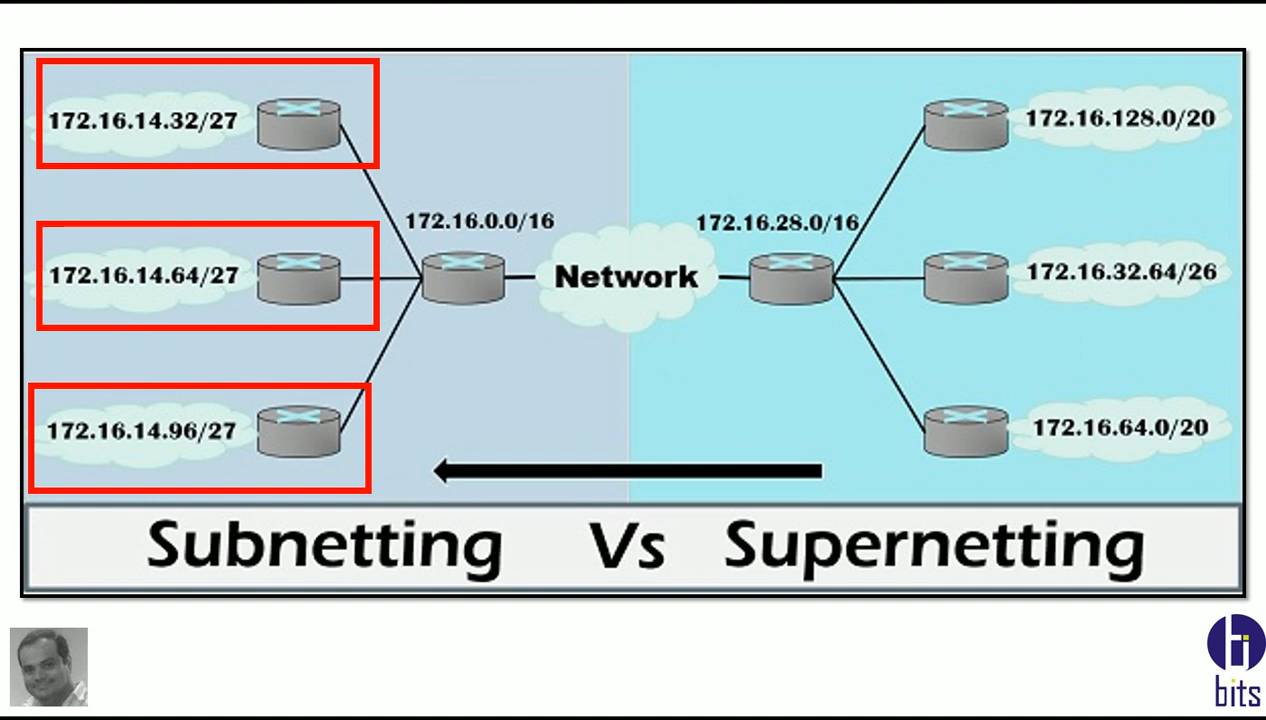 172.16.14.32/27
172.16.128.0/20
172.16.0.0/16
172.16.28.0/16
172.16.14.64/27
Network
172.16.32.64/26
172.16.14.96/27
172.16.64.0/20
Subnetting Vs Supernetting
hi
bits